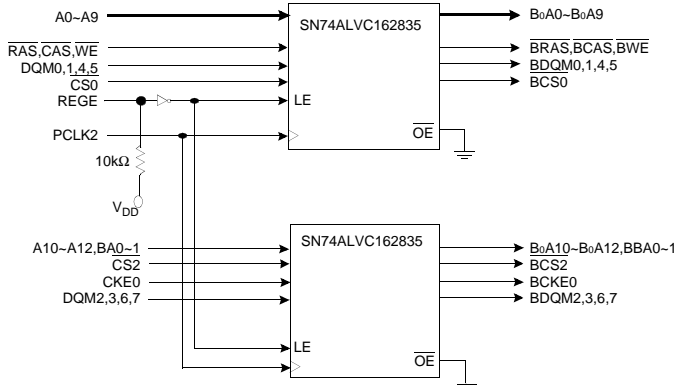 A0~A9
SN74ALVC162835
B₀A0~B₀A9
RAS,CAS,WE
BRAS,BCAS,BWE
DQM0,1,4,5
BDQM0,1,4,5
CS0
BCS0
REGE
LE
PCLK2
OE
10kΩ
VDD
SN74ALVC162835
A10~A12,BA0~1
B₀A10~B₀A12,BBA0~1
CS2
BCS2
CKE0
BCKE0
DQM2,3,6,7
BDQM2,3,6,7
LE
OE